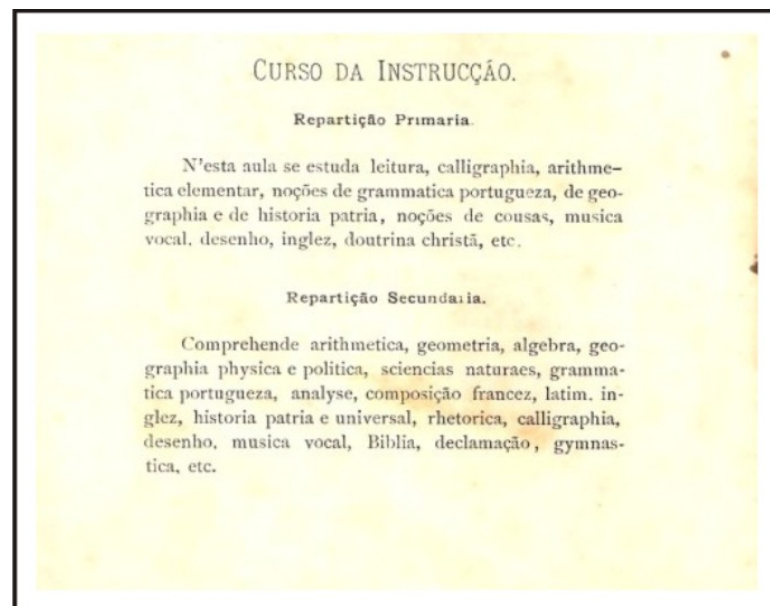 CURSO DA INSTRUCÇÃO.
Repartição Primaria.
N'esta aula se estuda leitura, calligraphia, arithme-
tica elementar, noções de grammatica portugueza, de geo-
graphia e de historia patria, noções de cousas, musica
vocal, desenho, inglez, doutrina christã, etc.
Repartição Secundaria.
Comprehende arithmetica, geometria, algebra, geo-
graphia physica e politica, sciencias naturaes, gramma-
tica portugueza, analyse, composição francez, latim, in-
glez, historia patria e universal, rhetorica, calligraphia,
desenho, musica vocal, Biblia, declamação, gymnas-
tica, etc.